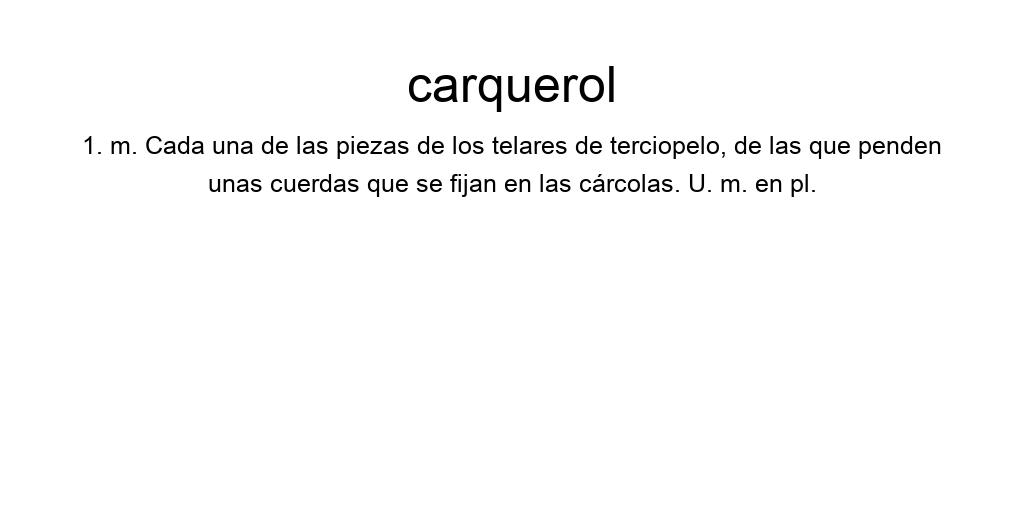 carquerol
1. m. Cada una de las piezas de los telares de terciopelo, de las que penden
unas cuerdas que se fijan en las cárcolas. U. m. en pl.